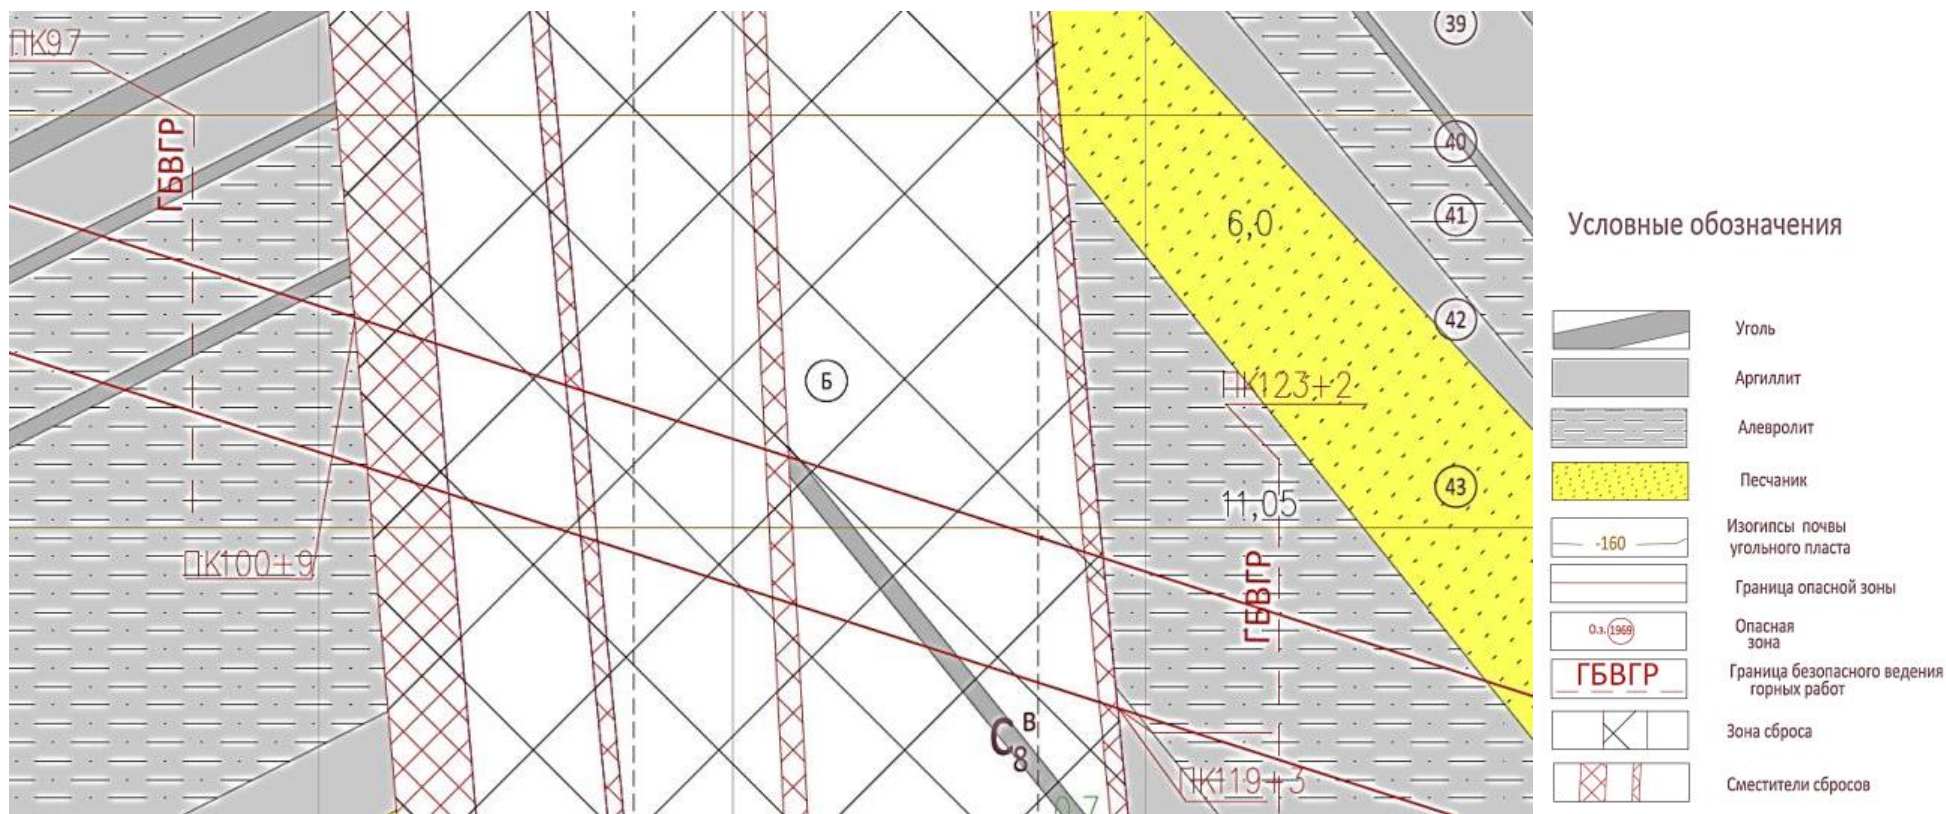 ПК97
39
ГБВГР
40
41
6,0
42
Б
ПК123+2
43
11,05
ПК100+9
ГБВГР
С
В
8
ПК119+3
0,7
Условные обозначения
Уголь
Аргиллит
Алевролит
Песчаник
-160
Изогипсы почвы
угольного пласта
Граница опасной зоны
О.з. 1969
Опасная
зона
ГБВГР
Граница безопасного ведения
горных работ
Зона сброса
Сместители сбросов